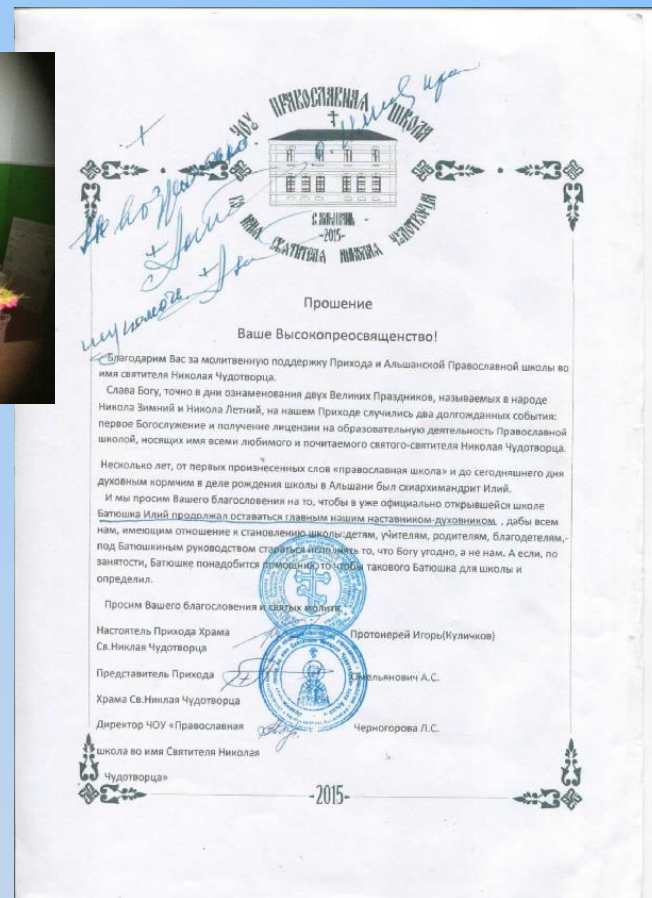 ЧОУ ПРАВОСЛАВНАЯ ШКОЛА
-2015-
ВО ИМЯ СВЯТИТЕЛЯ НИКОЛАЯ ЧУДОТВОРЦА
Прошение
Ваше Высокопреосвященство!
Благодарим Вас за молитвенную поддержку Прихода и Альшанской Православной школы во
имя святителя Николая Чудотворца.
Слава Богу, точно в дни ознаменования двух Великих Праздников, называемых в народе
Никола Зимний и Никола Летний, на нашем Приходе случились два долгожданных события:
первое Богослужение и получение лицензии на образовательную деятельность Православной
школой, носящих имя всеми любимого и почитаемого святого-святителя Николая Чудотворца.
Несколько лет, от первых произнесенных слов «православная школа» и до сегодняшнего дня
духовным кормчим в деле рождения школы в Альшани был схиархимандрит Илий.
И мы просим Вашего благословения на то, чтобы в уже официально открывшейся школе
Батюшка Илий продолжал оставаться главным нашим наставником-духовником, , дабы всем
нам, имеющим отношение к становлению школы:детям, учителям, родителям, благодетелям,-
под Батюшкиным руководством стараться исполнять то, что Богу угодно, а не нам. А если, по
занятости, Батюшке понадобится помощник, то чтобы такового Батюшка для школы и
определил.
Просим Вашего благословения и святых молитв.
Настоятель Прихода Храма Протоиерей Игорь(Куличков)
Св.Никлая Чудотворца
Представитель Прихода Омельянович А.С.
Храма Св.Никлая Чудотворца
Директор ЧОУ «Православная Черногорова Л.С.
школа во имя Святителя Николая
Чудотворца»
-2015-